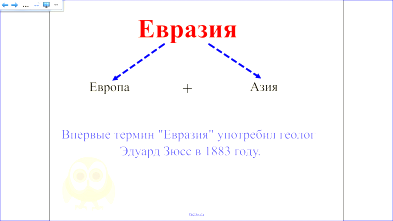 Евразия
Европа + Азия
Впервые термин "Евразия" употребил геолог
Эдуард Зюсс в 1883 году.